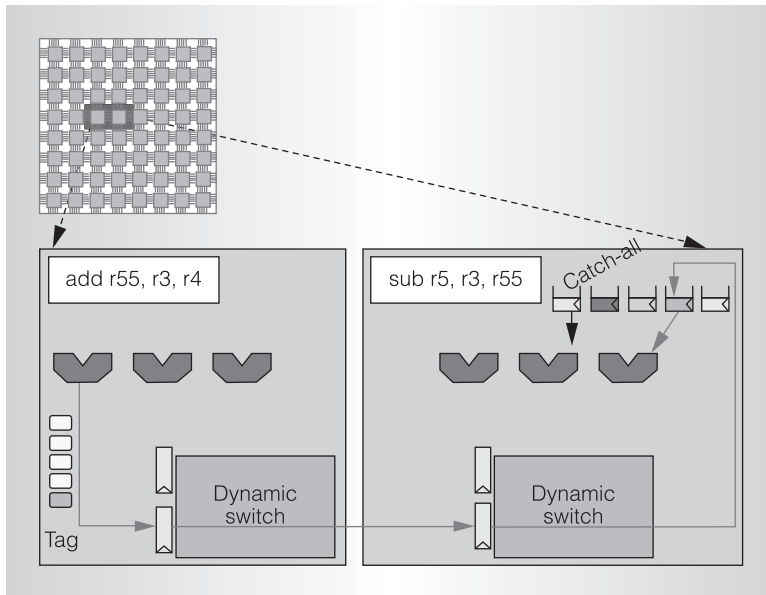 add r55, r3, r4
sub r5, r3, r55
Catch-all
Dynamic
switch
Tag
Dynamic
switch